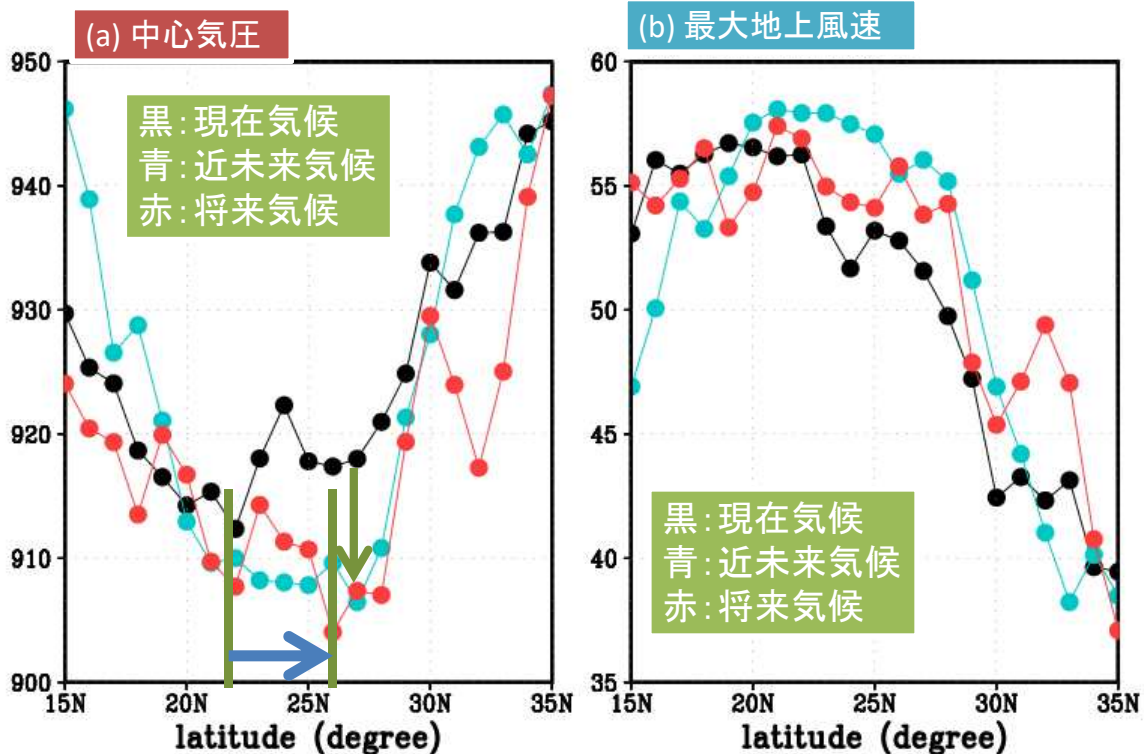 (a) 中心気圧
950
940
930
920
910
900
黒：現在気候
青：近未来気候
赤：将来気候
15N 20N 25N 30N 35N
latitude (degree)
(b) 最大地上風速
60
55
50
45
40
35
黒：現在気候
青：近未来気候
赤：将来気候
15N 20N 25N 30N 35N
latitude (degree)